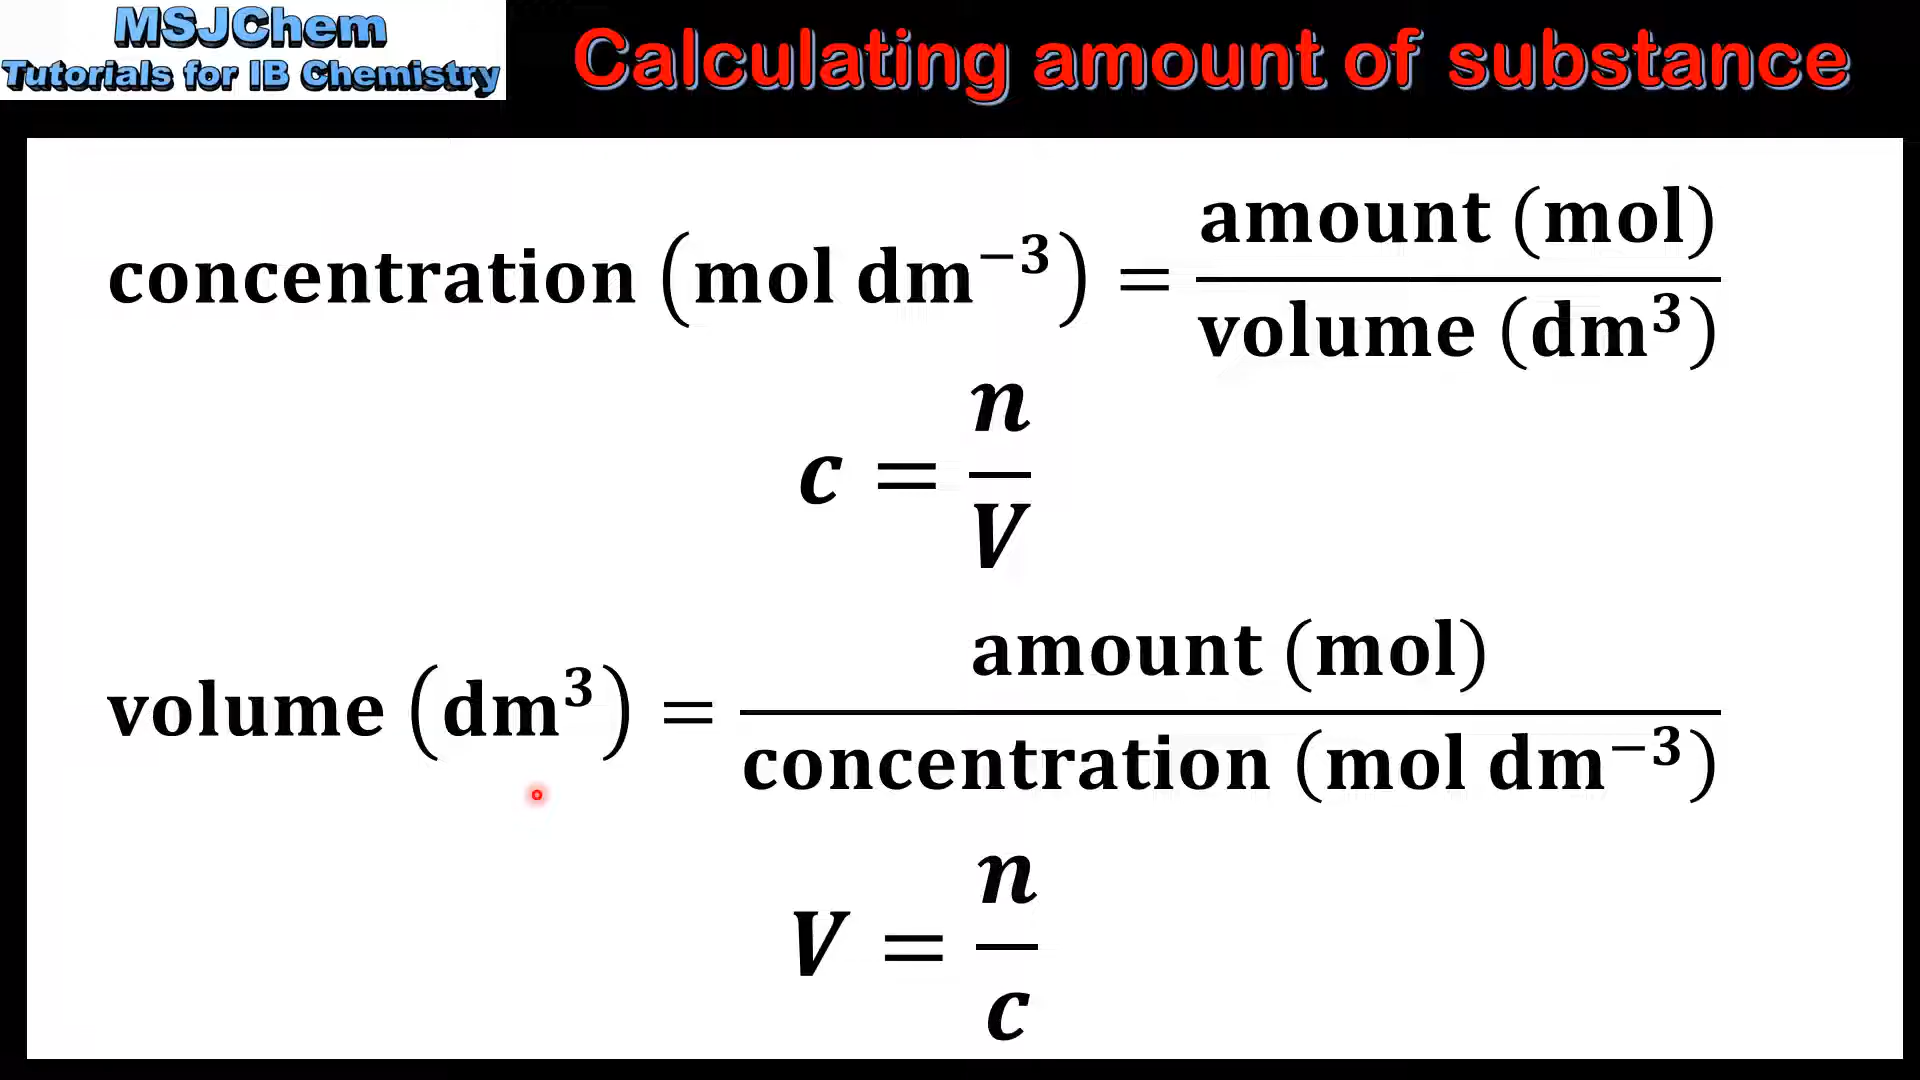 MSJChem
Tutorials for IB Chemistry
Calculating amount of substance
concentration (mol dm⁻³) = amount (mol) / volume (dm³)
c = n / V
volume (dm³) = amount (mol) / concentration (mol dm⁻³)
V = n / c